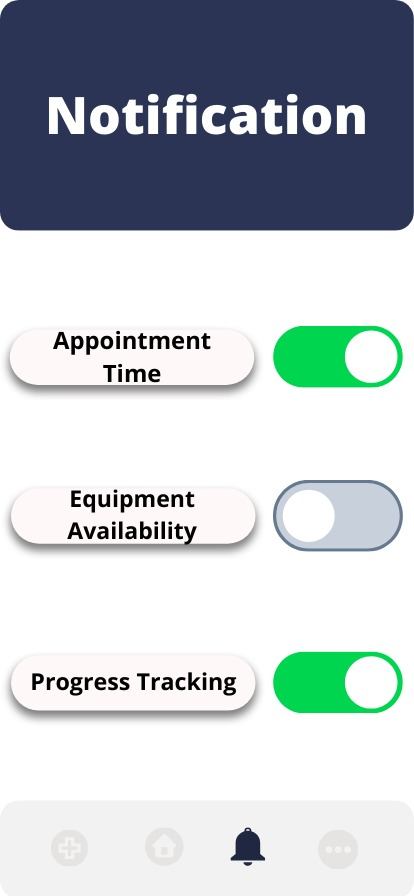 Notification
Appointment
Time
Equipment
Availability
Progress Tracking